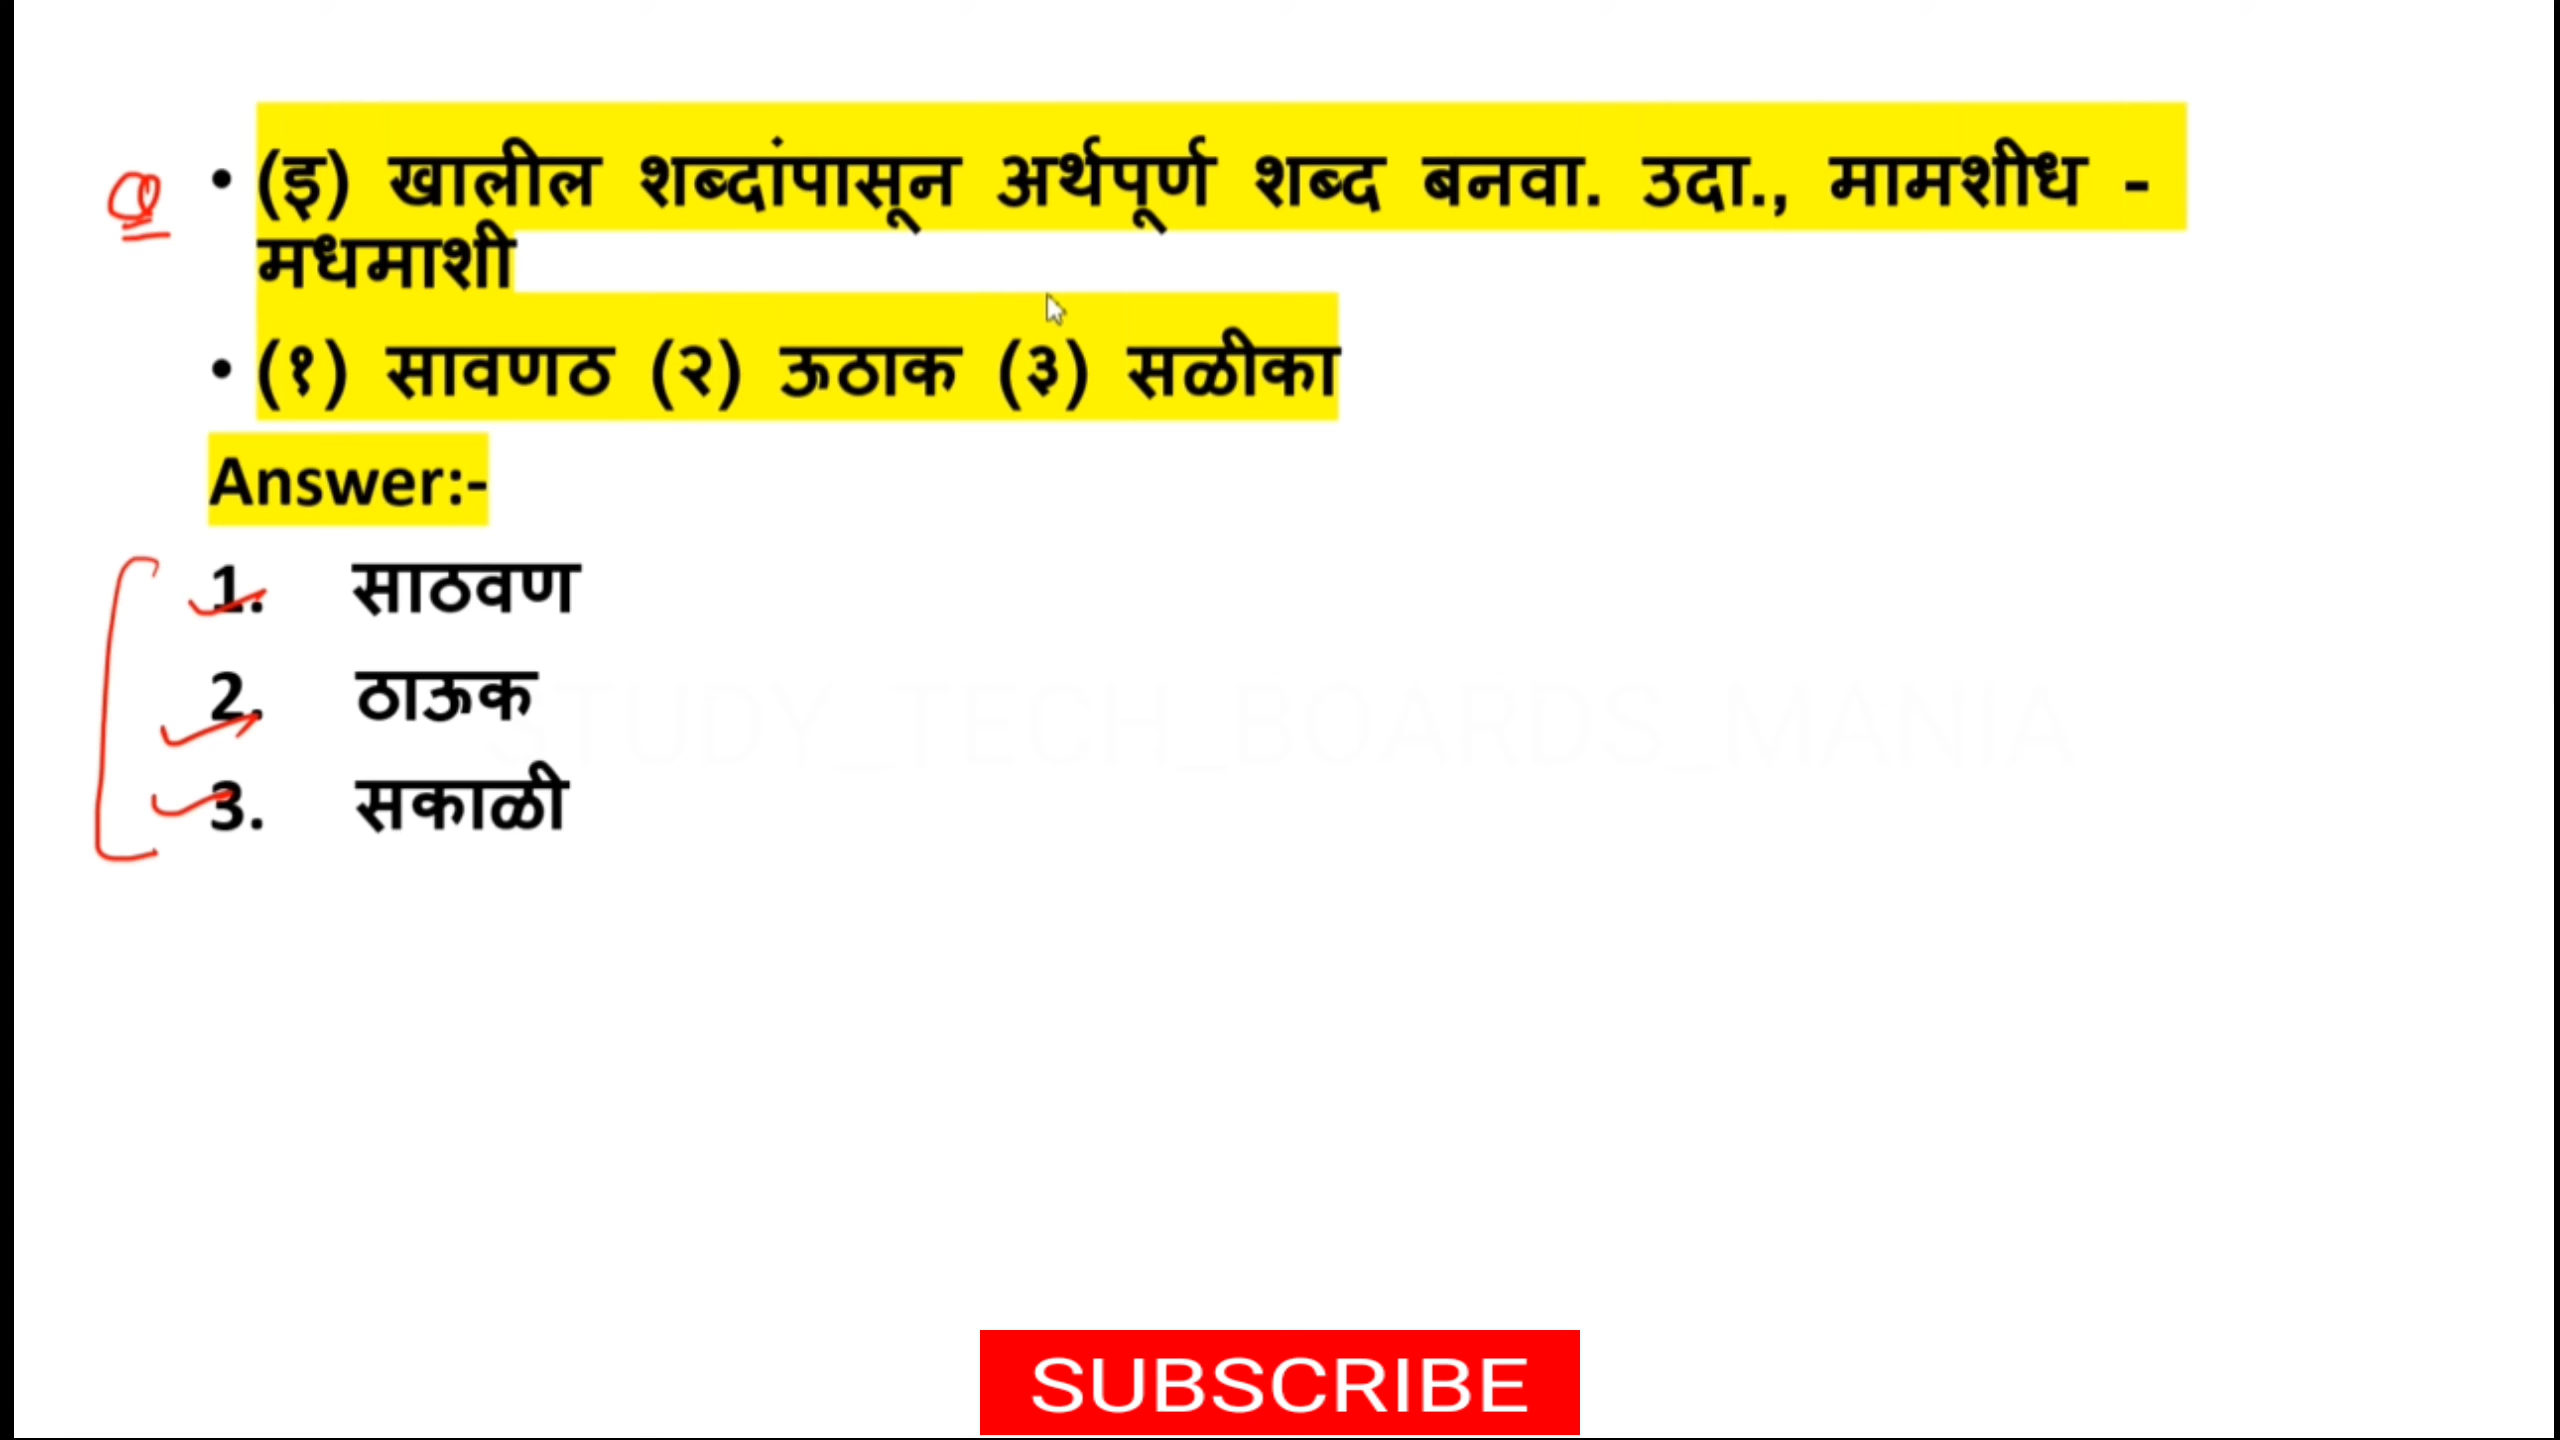 Q • (इ) खालील शब्दांपासून अर्थपूर्ण शब्द बनवा. उदा., मामशीध -
मधमाशी
• (१) सावणठ (२) ऊठाक (३) सळीका
Answer:-
1. साठवण
2. ठाऊक
3. सकाळी
STUDY_TECH_BOARDS_MANIA
SUBSCRIBE